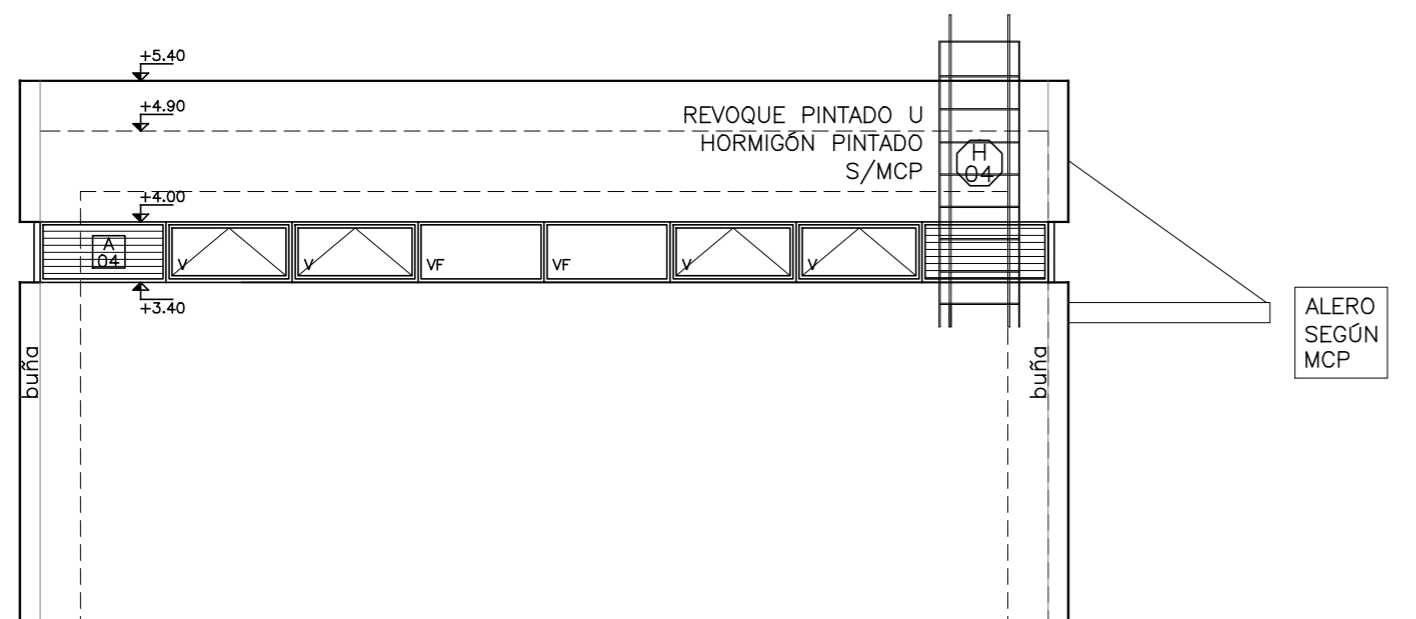 +5.40
+4.90
REVOQUE PINTADO U
HORMIGÓN PINTADO
S/MCP
H
04
+4.00
A
04
V
V
VF
VF
V
V
+3.40
ALERO
SEGÚN
MCP
buña
buña